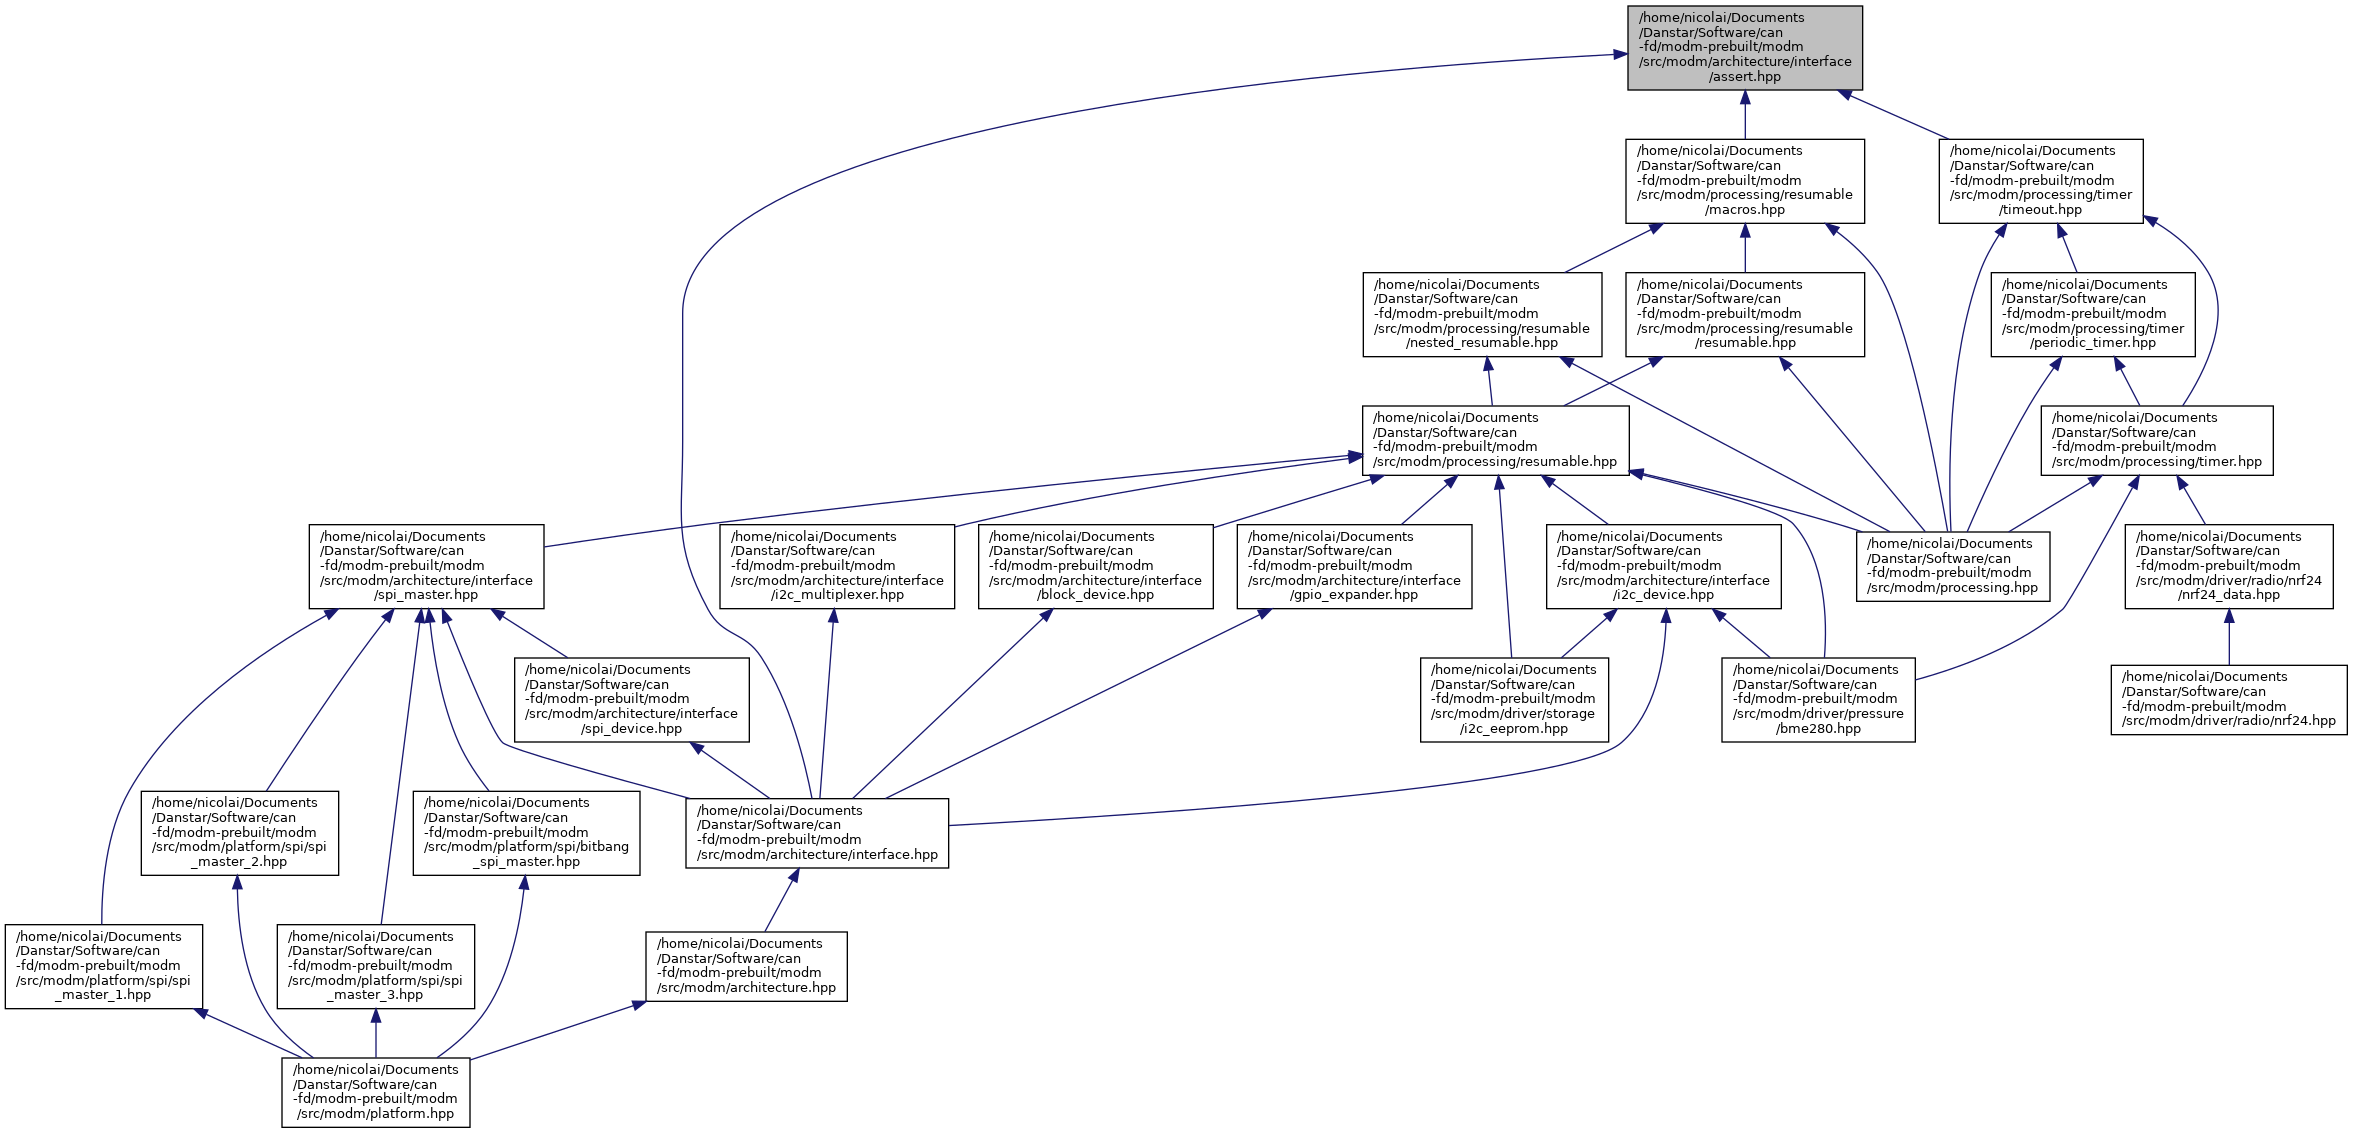 /home/nicolai/Documents
/Danstar/Software/can
-fd/modm-prebuilt/modm
/src/modm/architecture/interface
/assert.hpp
/home/nicolai/Documents
/Danstar/Software/can
-fd/modm-prebuilt/modm
/src/modm/processing/resumable
/macros.hpp
/home/nicolai/Documents
/Danstar/Software/can
-fd/modm-prebuilt/modm
/src/modm/processing/timer
/timeout.hpp
/home/nicolai/Documents
/Danstar/Software/can
-fd/modm-prebuilt/modm
/src/modm/processing/resumable
/nested_resumable.hpp
/home/nicolai/Documents
/Danstar/Software/can
-fd/modm-prebuilt/modm
/src/modm/processing/resumable
/resumable.hpp
/home/nicolai/Documents
/Danstar/Software/can
-fd/modm-prebuilt/modm
/src/modm/processing/timer
/periodic_timer.hpp
/home/nicolai/Documents
/Danstar/Software/can
-fd/modm-prebuilt/modm
/src/modm/processing/resumable.hpp
/home/nicolai/Documents
/Danstar/Software/can
-fd/modm-prebuilt/modm
/src/modm/processing/timer.hpp
/home/nicolai/Documents
/Danstar/Software/can
-fd/modm-prebuilt/modm
/src/modm/architecture/interface
/spi_master.hpp
/home/nicolai/Documents
/Danstar/Software/can
-fd/modm-prebuilt/modm
/src/modm/architecture/interface
/i2c_multiplexer.hpp
/home/nicolai/Documents
/Danstar/Software/can
-fd/modm-prebuilt/modm
/src/modm/architecture/interface
/block_device.hpp
/home/nicolai/Documents
/Danstar/Software/can
-fd/modm-prebuilt/modm
/src/modm/architecture/interface
/gpio_expander.hpp
/home/nicolai/Documents
/Danstar/Software/can
-fd/modm-prebuilt/modm
/src/modm/architecture/interface
/i2c_device.hpp
/home/nicolai/Documents
/Danstar/Software/can
-fd/modm-prebuilt/modm
/src/modm/processing.hpp
/home/nicolai/Documents
/Danstar/Software/can
-fd/modm-prebuilt/modm
/src/modm/driver/radio/nrf24
/nrf24_data.hpp
/home/nicolai/Documents
/Danstar/Software/can
-fd/modm-prebuilt/modm
/src/modm/architecture/interface
/spi_device.hpp
/home/nicolai/Documents
/Danstar/Software/can
-fd/modm-prebuilt/modm
/src/modm/driver/storage
/i2c_eeprom.hpp
/home/nicolai/Documents
/Danstar/Software/can
-fd/modm-prebuilt/modm
/src/modm/driver/pressure
/bme280.hpp
/home/nicolai/Documents
/Danstar/Software/can
-fd/modm-prebuilt/modm
/src/modm/driver/radio/nrf24.hpp
/home/nicolai/Documents
/Danstar/Software/can
-fd/modm-prebuilt/modm
/src/modm/platform/spi/spi
_master_2.hpp
/home/nicolai/Documents
/Danstar/Software/can
-fd/modm-prebuilt/modm
/src/modm/platform/spi/bitbang
_spi_master.hpp
/home/nicolai/Documents
/Danstar/Software/can
-fd/modm-prebuilt/modm
/src/modm/architecture/interface.hpp
/home/nicolai/Documents
/Danstar/Software/can
-fd/modm-prebuilt/modm
/src/modm/platform/spi/spi
_master_1.hpp
/home/nicolai/Documents
/Danstar/Software/can
-fd/modm-prebuilt/modm
/src/modm/platform/spi/spi
_master_3.hpp
/home/nicolai/Documents
/Danstar/Software/can
-fd/modm-prebuilt/modm
/src/modm/architecture.hpp
/home/nicolai/Documents
/Danstar/Software/can
-fd/modm-prebuilt/modm
/src/modm/platform.hpp